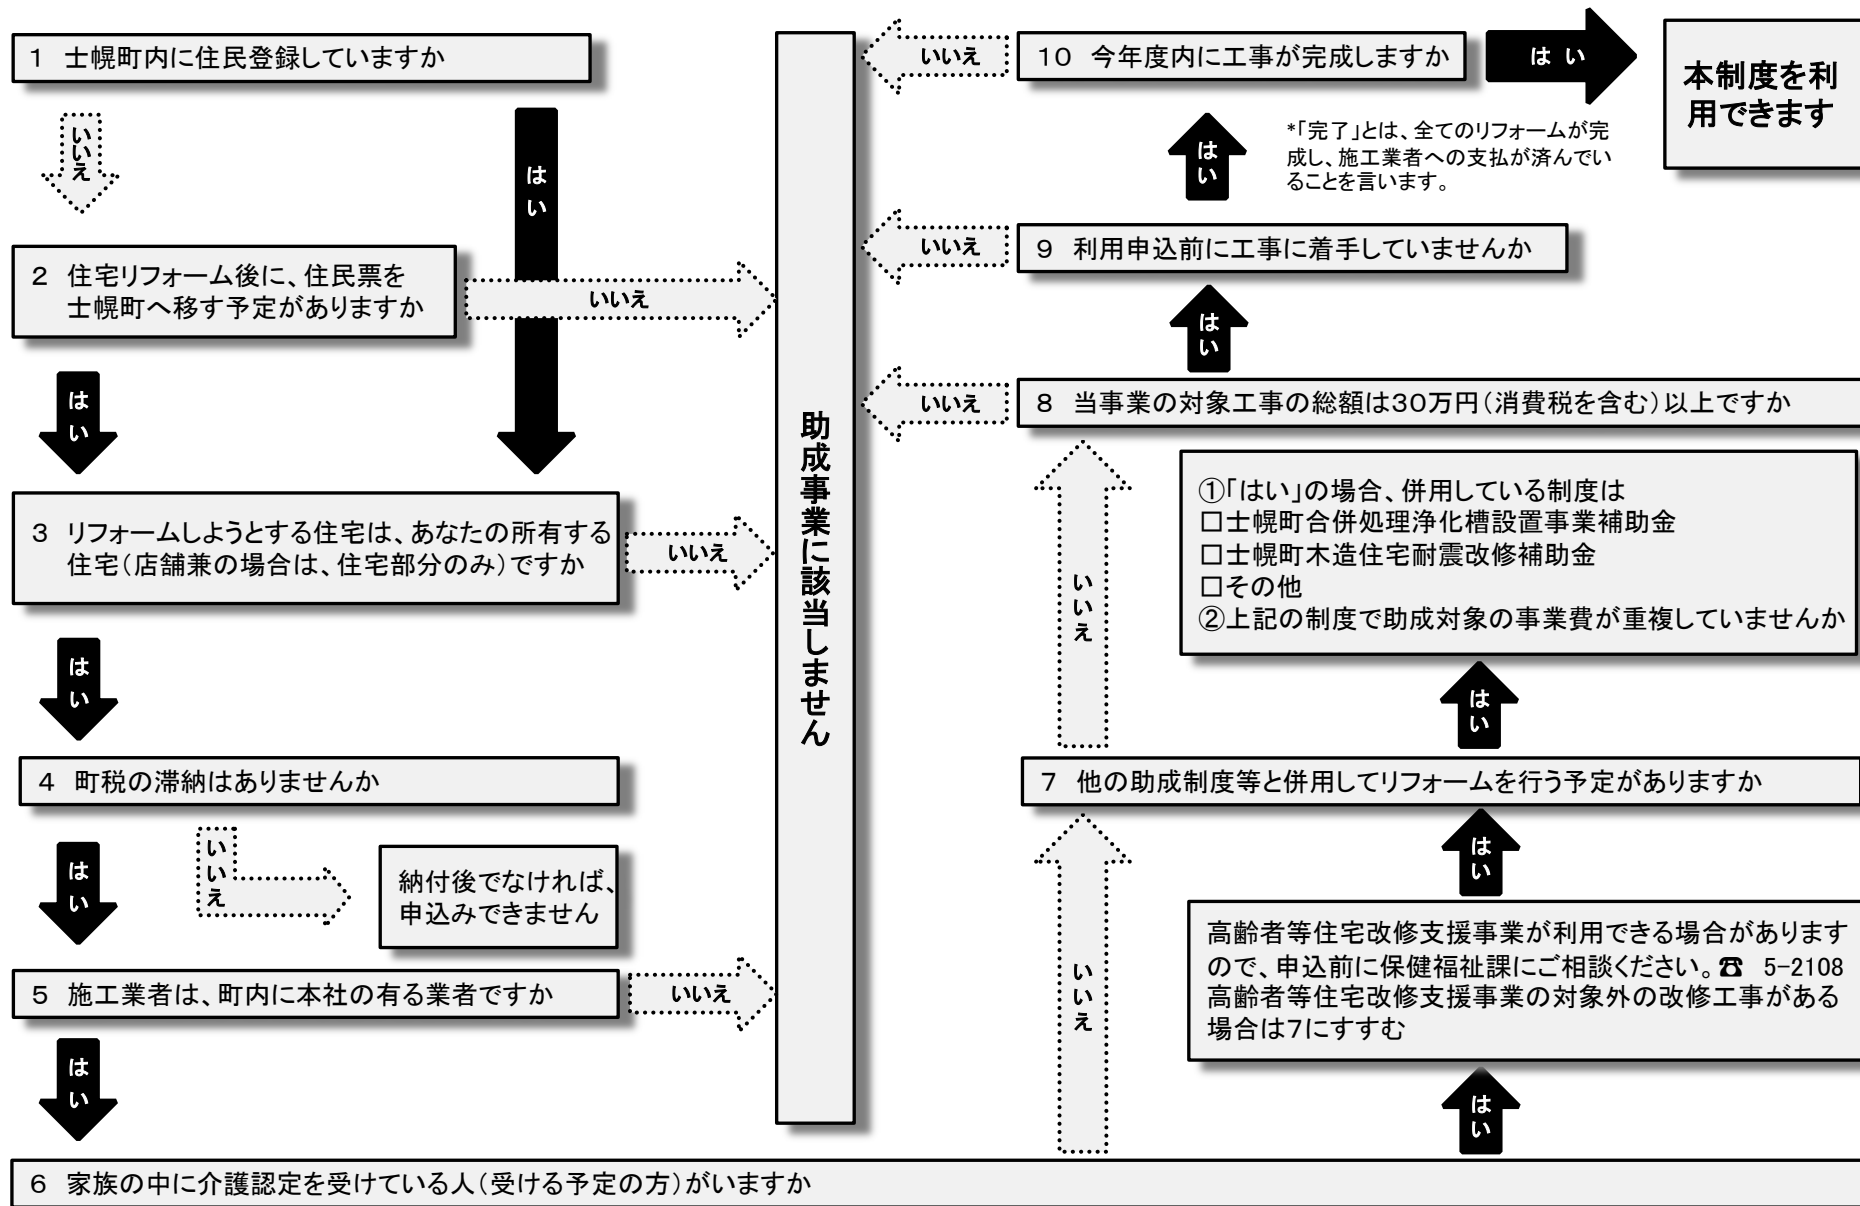 1 士幌町内に住民登録していますか
いいえ
はい
2 住宅リフォーム後に、住民票を
士幌町へ移す予定がありますか
いいえ
はい
3 リフォームしようとする住宅は、あなたの所有する
住宅(店舗兼の場合は、住宅部分のみ)ですか
いいえ
はい
4 町税の滞納はありませんか
いいえ
納付後でなければ、
申込みできません
はい
5 施工業者は、町内に本社の有る業者ですか
いいえ
はい
6 家族の中に介護認定を受けている人(受ける予定の方)がいますか
助成事業に該当しません
いいえ
はい
高齢者等住宅改修支援事業が利用できる場合があります
ので、申込前に保健福祉課にご相談ください。☎ 5-2108
高齢者等住宅改修支援事業の対象外の改修工事がある
場合は7にすすむ
はい
7 他の助成制度等と併用してリフォームを行う予定がありますか
いいえ
はい
①「はい」の場合、併用している制度は
□士幌町合併処理浄化槽設置事業補助金
□士幌町木造住宅耐震改修補助金
□その他
②上記の制度で助成対象の事業費が重複していませんか
8 当事業の対象工事の総額は30万円(消費税を含む)以上ですか
いいえ
はい
9 利用申込前に工事に着手していませんか
いいえ
はい
*「完了」とは、全てのリフォームが完
成し、施工業者への支払が済んでい
ることを言います。
10 今年度内に工事が完成しますか
いいえ
はい
本制度を利
用できます